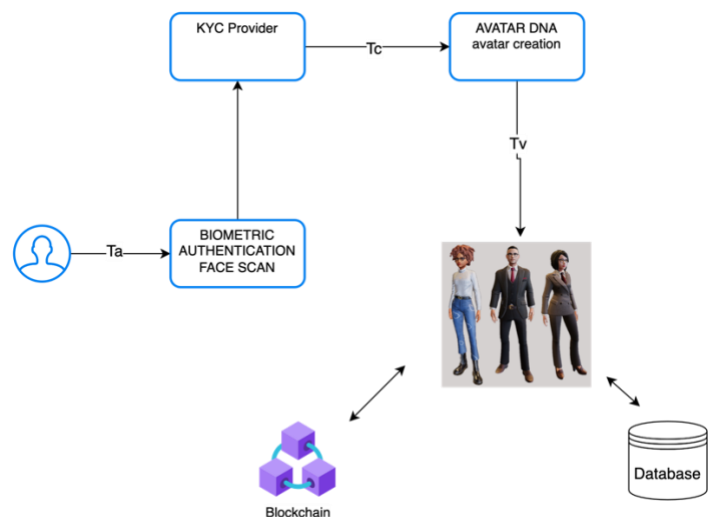 KYC Provider
Tc
AVATAR DNA
avatar creation
Tv
Ta
BIOMETRIC
AUTHENTICATION
FACE SCAN
Blockchain
Database